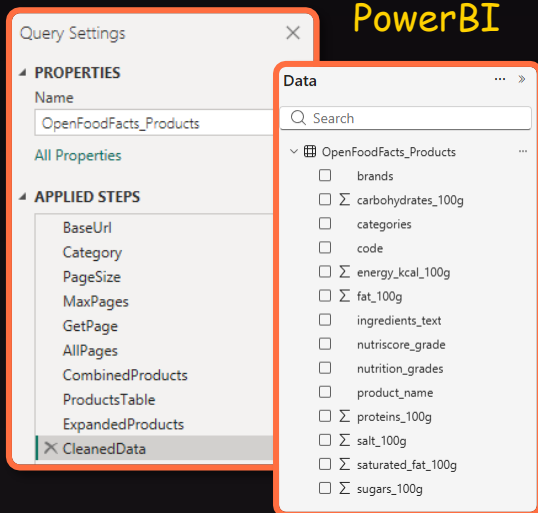 PowerBI
Query Settings
PROPERTIES
Name
OpenFoodFacts_Products
All Properties
APPLIED STEPS
BaseUrl
Category
PageSize
MaxPages
GetPage
AllPages
CombinedProducts
ProductsTable
ExpandedProducts
CleanedData
Data
Search
OpenFoodFacts_Products
brands
carbohydrates_100g
categories
code
energy_kcal_100g
fat_100g
ingredients_text
nutriscore_grade
nutrition_grades
product_name
proteins_100g
salt_100g
saturated_fat_100g
sugars_100g